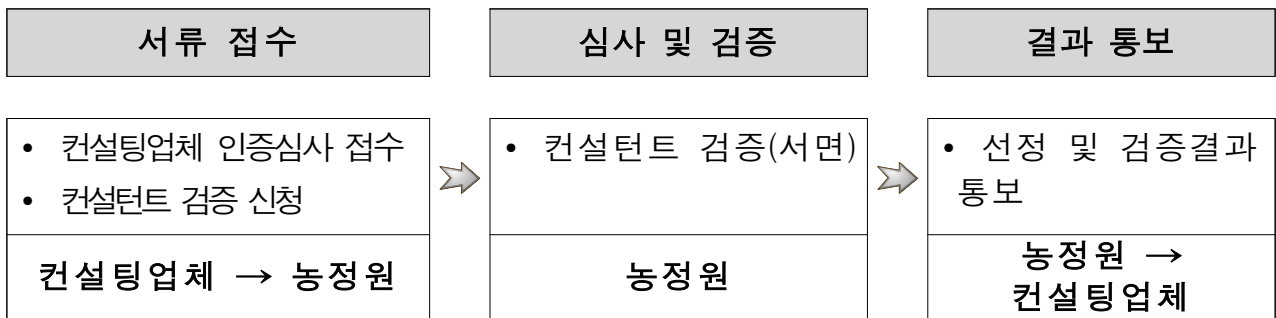 서류 접수
심사 및 검증
결과 통보
• 컨설팅업체 인증심사 접수
• 컨설턴트 검증 신청
컨설팅업체 → 농정원
• 컨설턴트 검증(서면)
농정원
• 선정 및 검증결과
통보
농정원 →
컨설팅업체